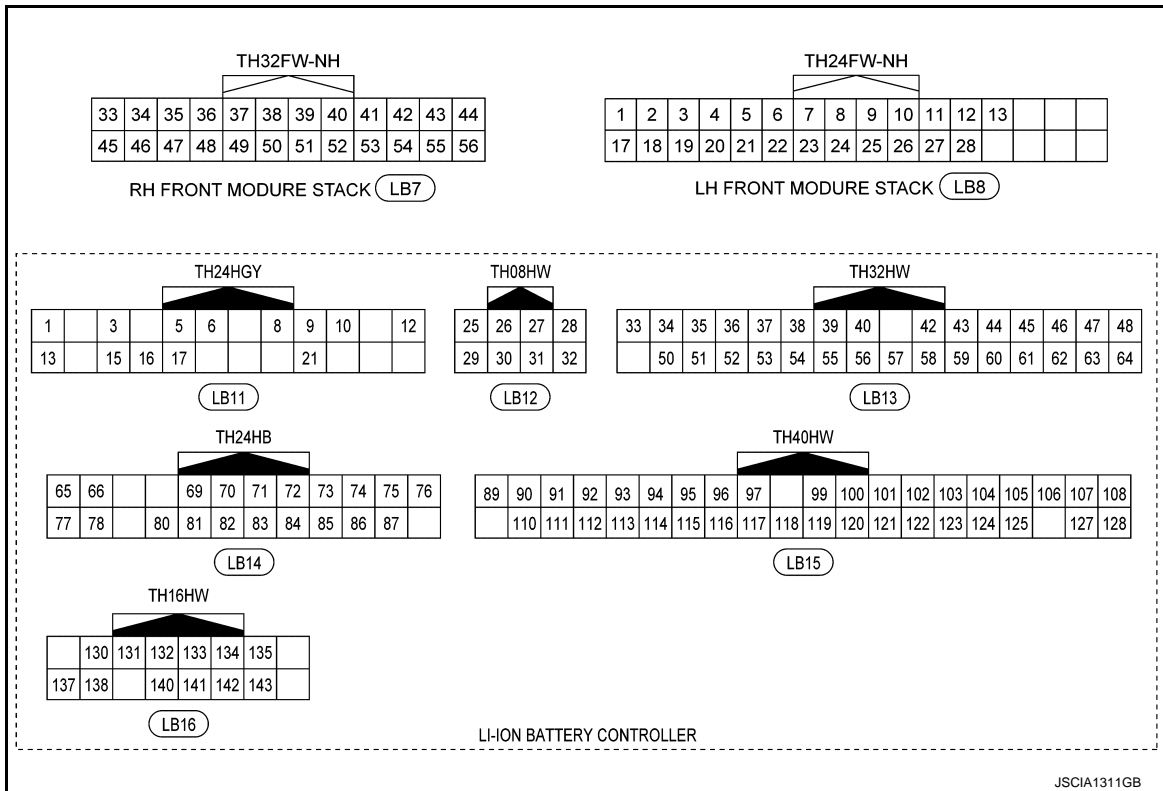 TH32FW-NH
33 34 35 36 37 38 39 40 41 42 43 44
45 46 47 48 49 50 51 52 53 54 55 56
RH FRONT MODURE STACK LB7
TH24FW-NH
1 2 3 4 5 6 7 8 9 10 11 12 13
17 18 19 20 21 22 23 24 25 26 27 28
LH FRONT MODURE STACK LB8
TH24HGY
1 3 5 6 8 9 10 12
13 15 16 17 21
LB11
TH08HW
25 26 27 28
29 30 31 32
LB12
TH32HW
33 34 35 36 37 38 39 40 42 43 44 45 46 47 48
50 51 52 53 54 55 56 57 58 59 60 61 62 63 64
LB13
TH24HB
65 66 69 70 71 72 73 74 75 76
77 78 80 81 82 83 84 85 86 87
LB14
TH40HW
89 90 91 92 93 94 95 96 97 99 100 101 102 103 104 105 106 107 108
110 111 112 113 114 115 116 117 118 119 120 121 122 123 124 125 127 128
LB15
TH16HW
130 131 132 133 134 135
137 138 140 141 142 143
LB16
LI-ION BATTERY CONTROLLER
JSCIA1311GB